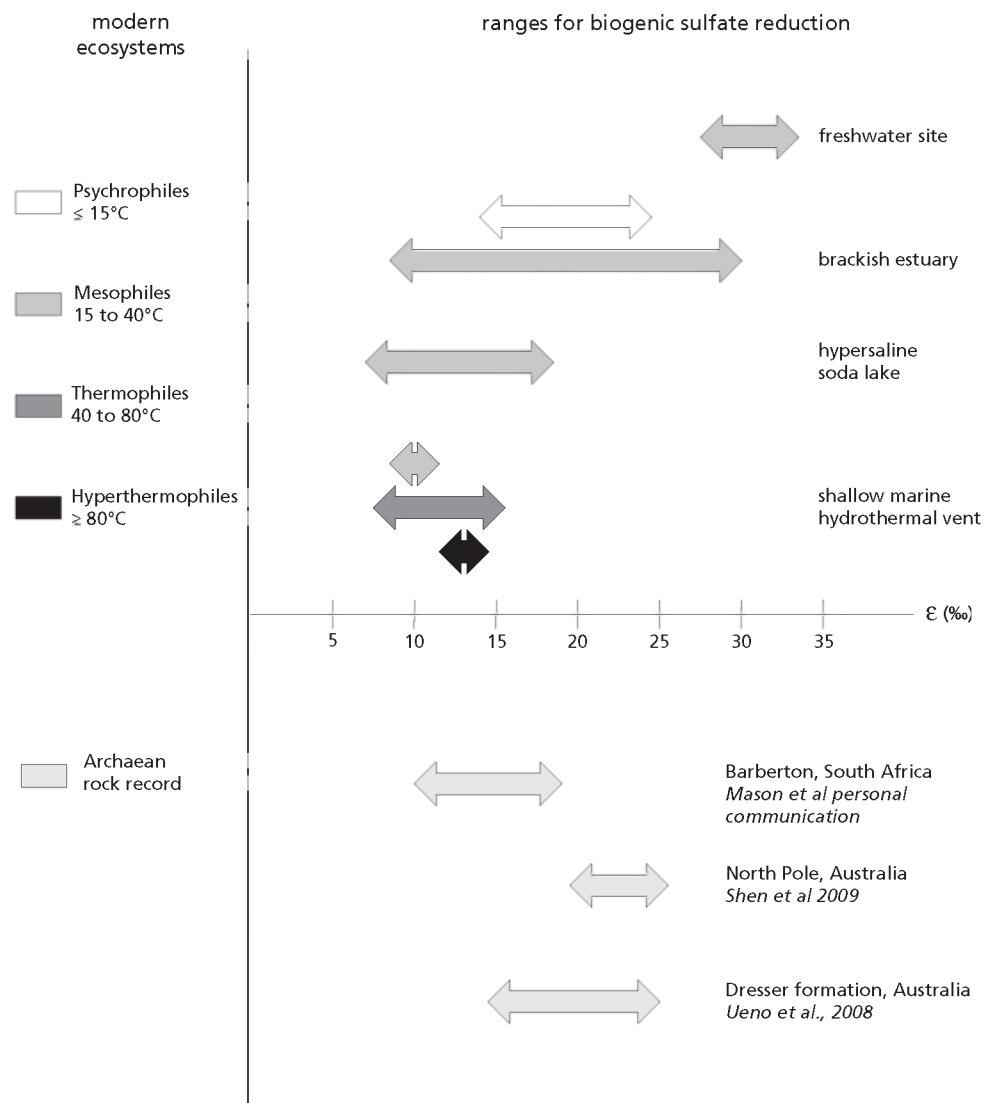 modern
ecosystems
ranges for biogenic sulfate reduction
freshwater site
Psychrophiles
≤ 15°C
brackish estuary
Mesophiles
15 to 40°C
hypersaline
soda lake
Thermophiles
40 to 80°C
Hyperthermophiles
≧ 80°C
shallow marine
hydrothermal vent
ε (‰)
5 10 15 20 25 30 35
Archaean
rock record
Barberton, South Africa
Mason et al personal
communication
North Pole, Australia
Shen et al 2009
Dresser formation, Australia
Ueno et al., 2008